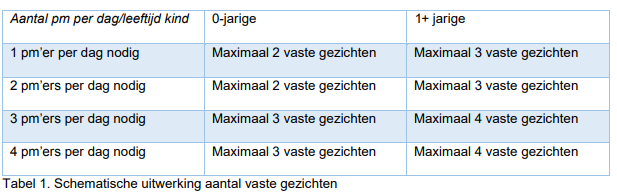 Aantal pm per dag/leeftijd kind 0-jarige 1+ jarige
1 pm’er per dag nodig Maximaal 2 vaste gezichten Maximaal 3 vaste gezichten
2 pm’ers per dag nodig Maximaal 2 vaste gezichten Maximaal 3 vaste gezichten
3 pm’ers per dag nodig Maximaal 3 vaste gezichten Maximaal 4 vaste gezichten
4 pm’ers per dag nodig Maximaal 3 vaste gezichten Maximaal 4 vaste gezichten
Tabel 1. Schematische uitwerking aantal vaste gezichten